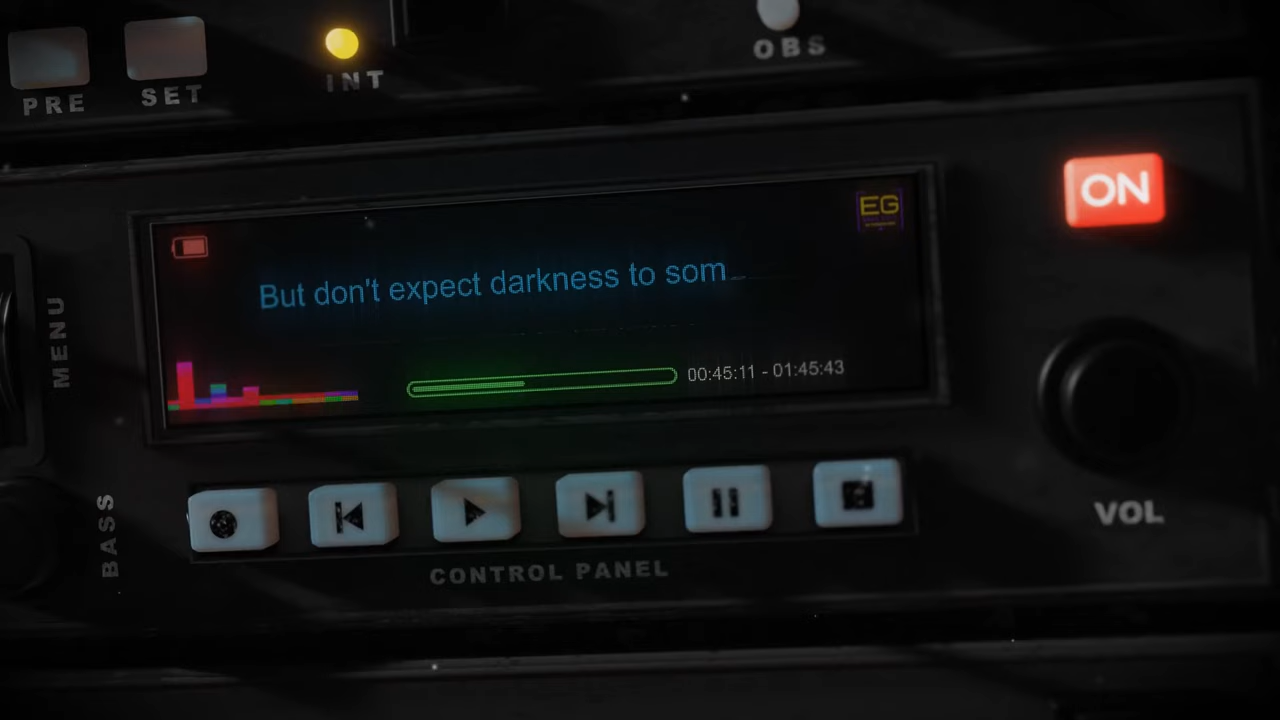 PRE
SET
INT
OBS
ON
EG
But don't expect darkness to som_
00:45:11 - 01:45:43
MENU
BASS
CONTROL PANEL
VOL